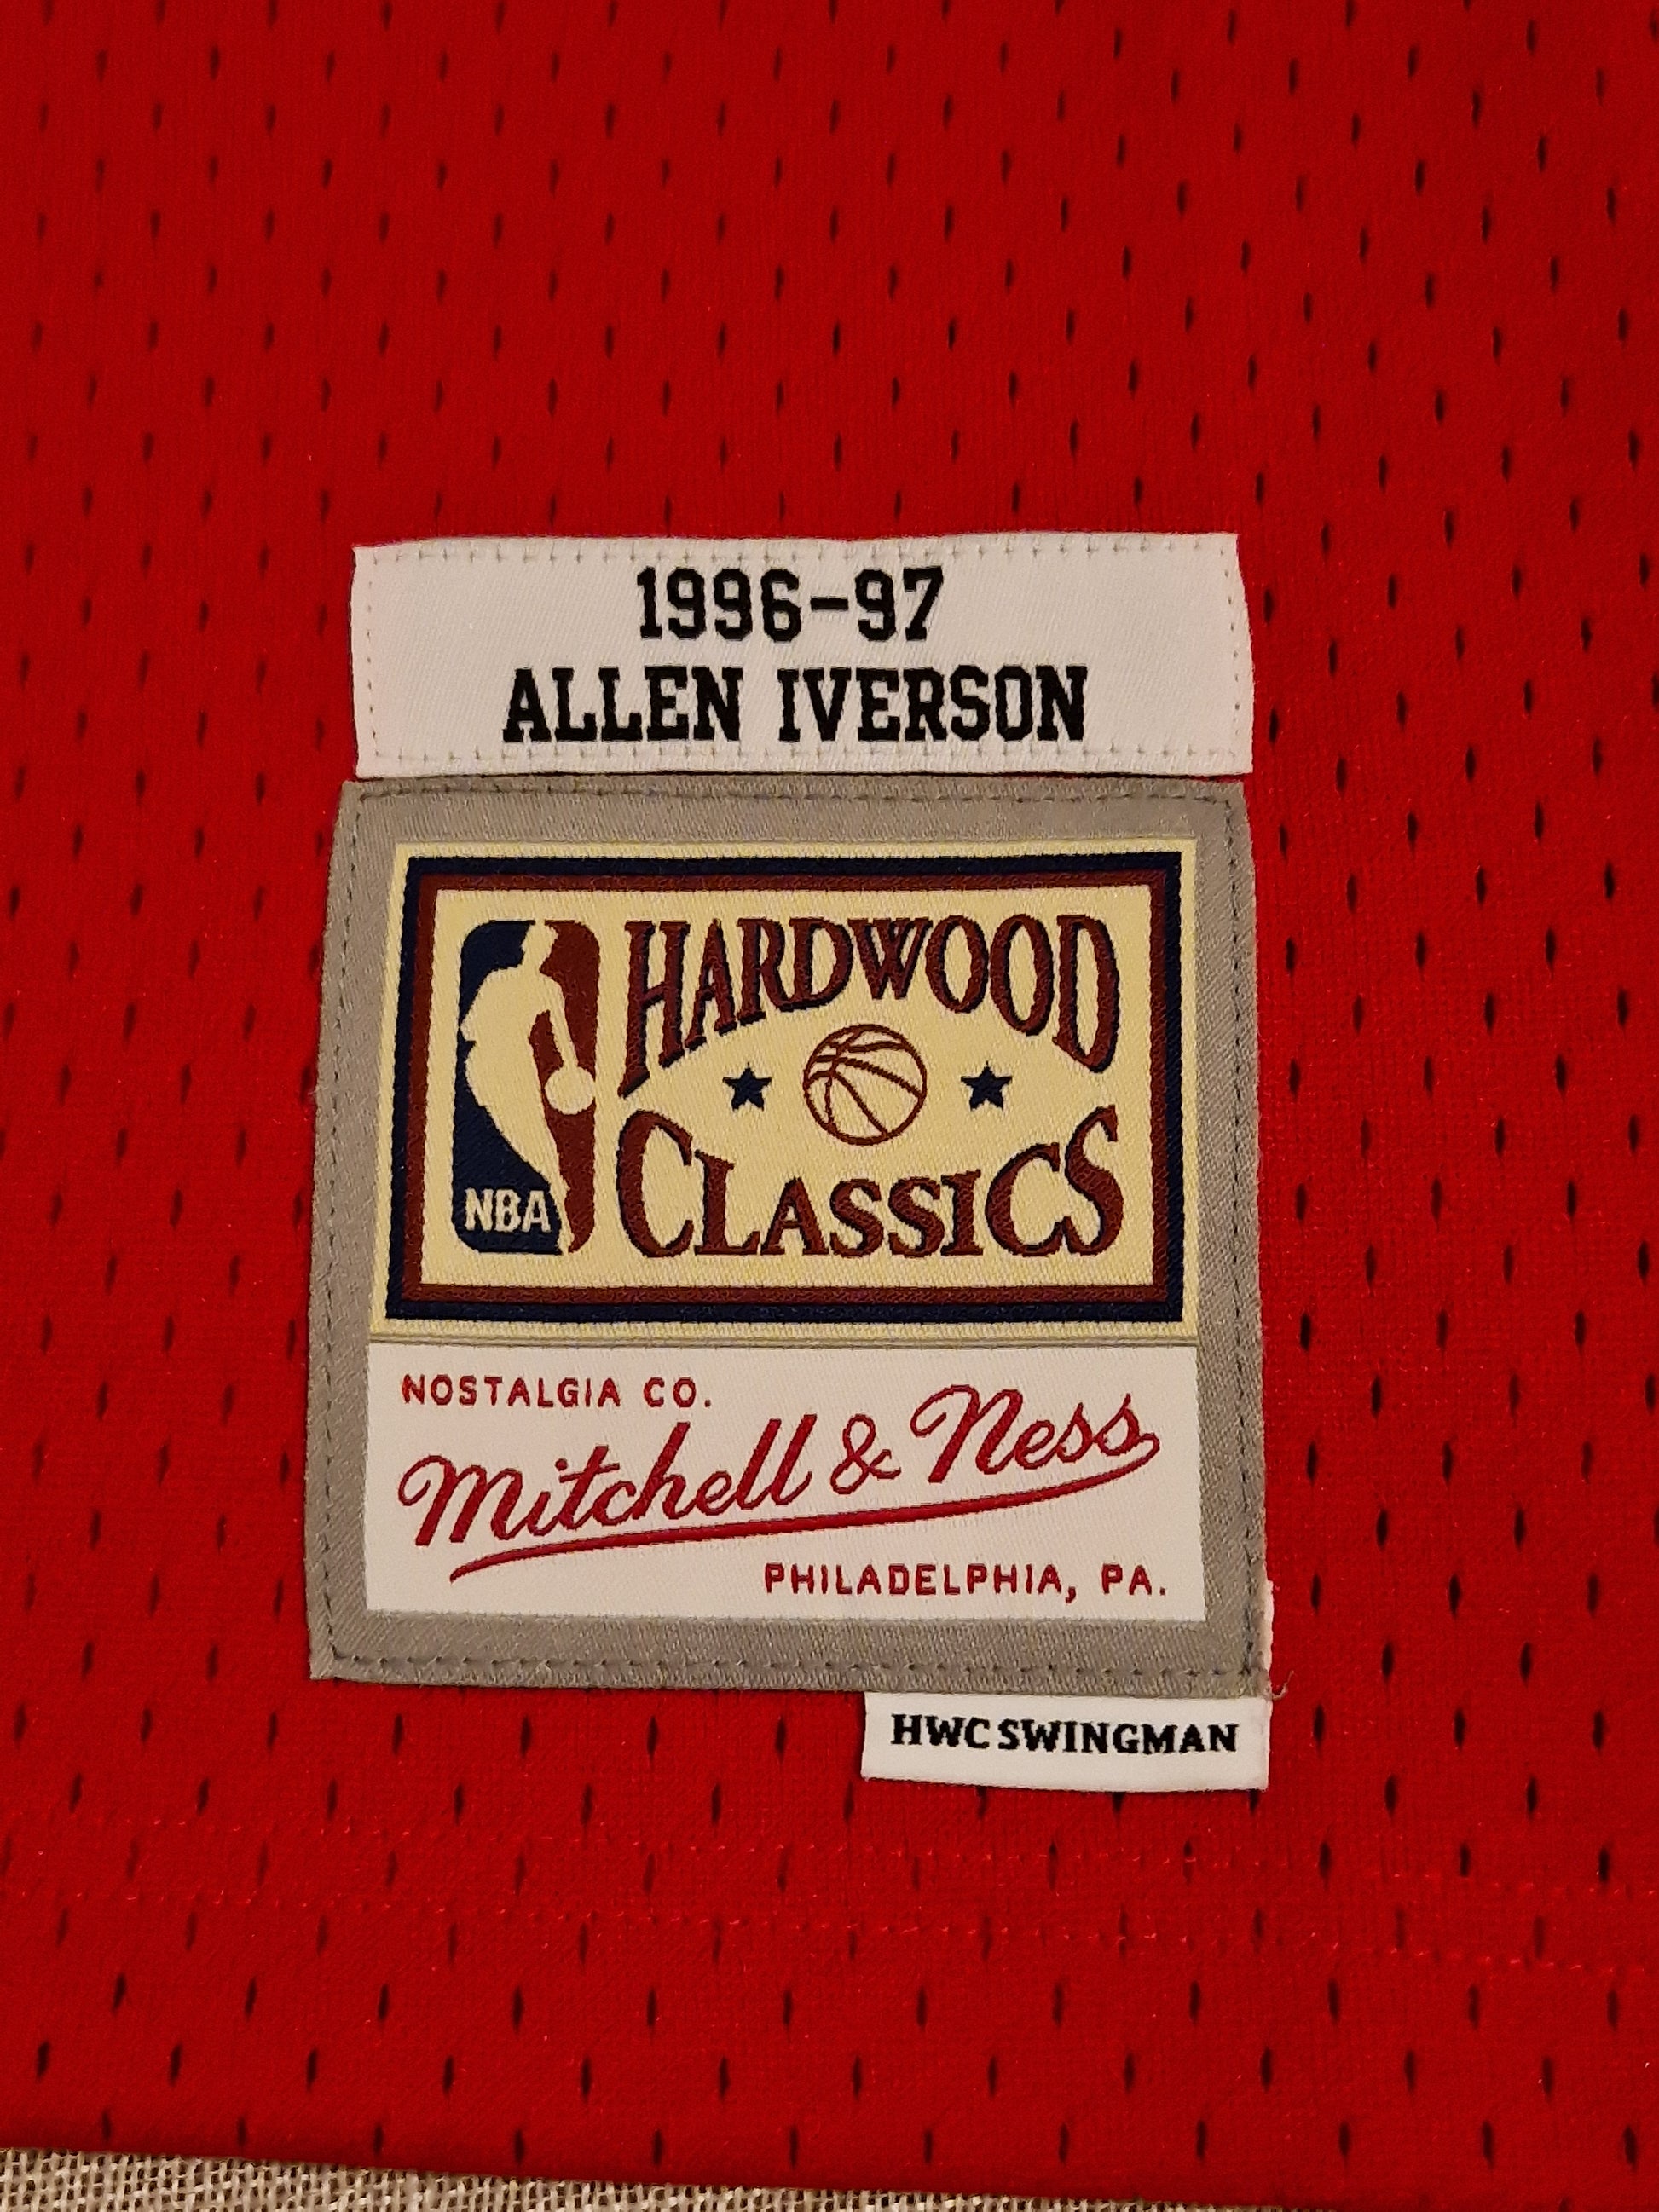 1996-97
ALLEN IVERSON
HARDWOOD
CLASSICS
NBA
NOSTALGIA CO.
Mitchell & Ness
PHILADELPHIA, PA.
HWC SWINGMAN